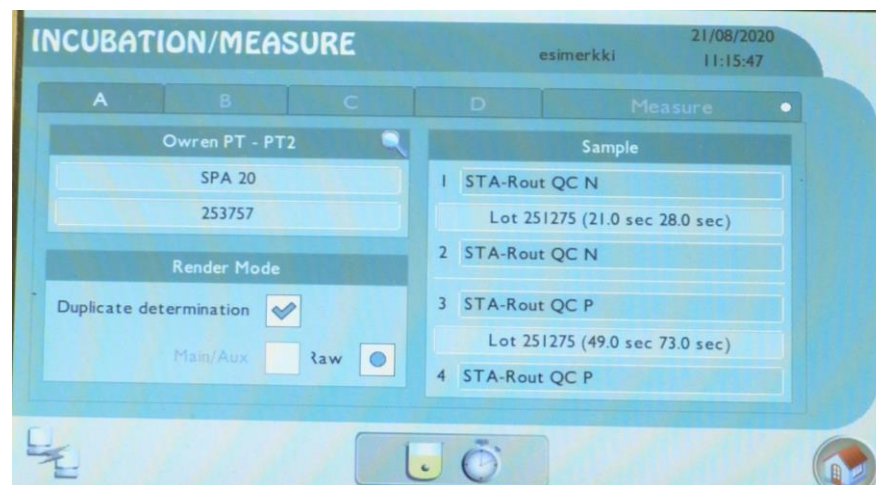 INCUBATION/MEASURE
esimerkki
21/08/2020
11:15:47
A B C D Measure
Owren PT - PT2
SPA 20
253757
Render Mode
Duplicate determination
Main/Aux Raw
Sample
1 STA-Rout QC N
Lot 251275 (21.0 sec 28.0 sec)
2 STA-Rout QC N
3 STA-Rout QC P
Lot 251275 (49.0 sec 73.0 sec)
4 STA-Rout QC P